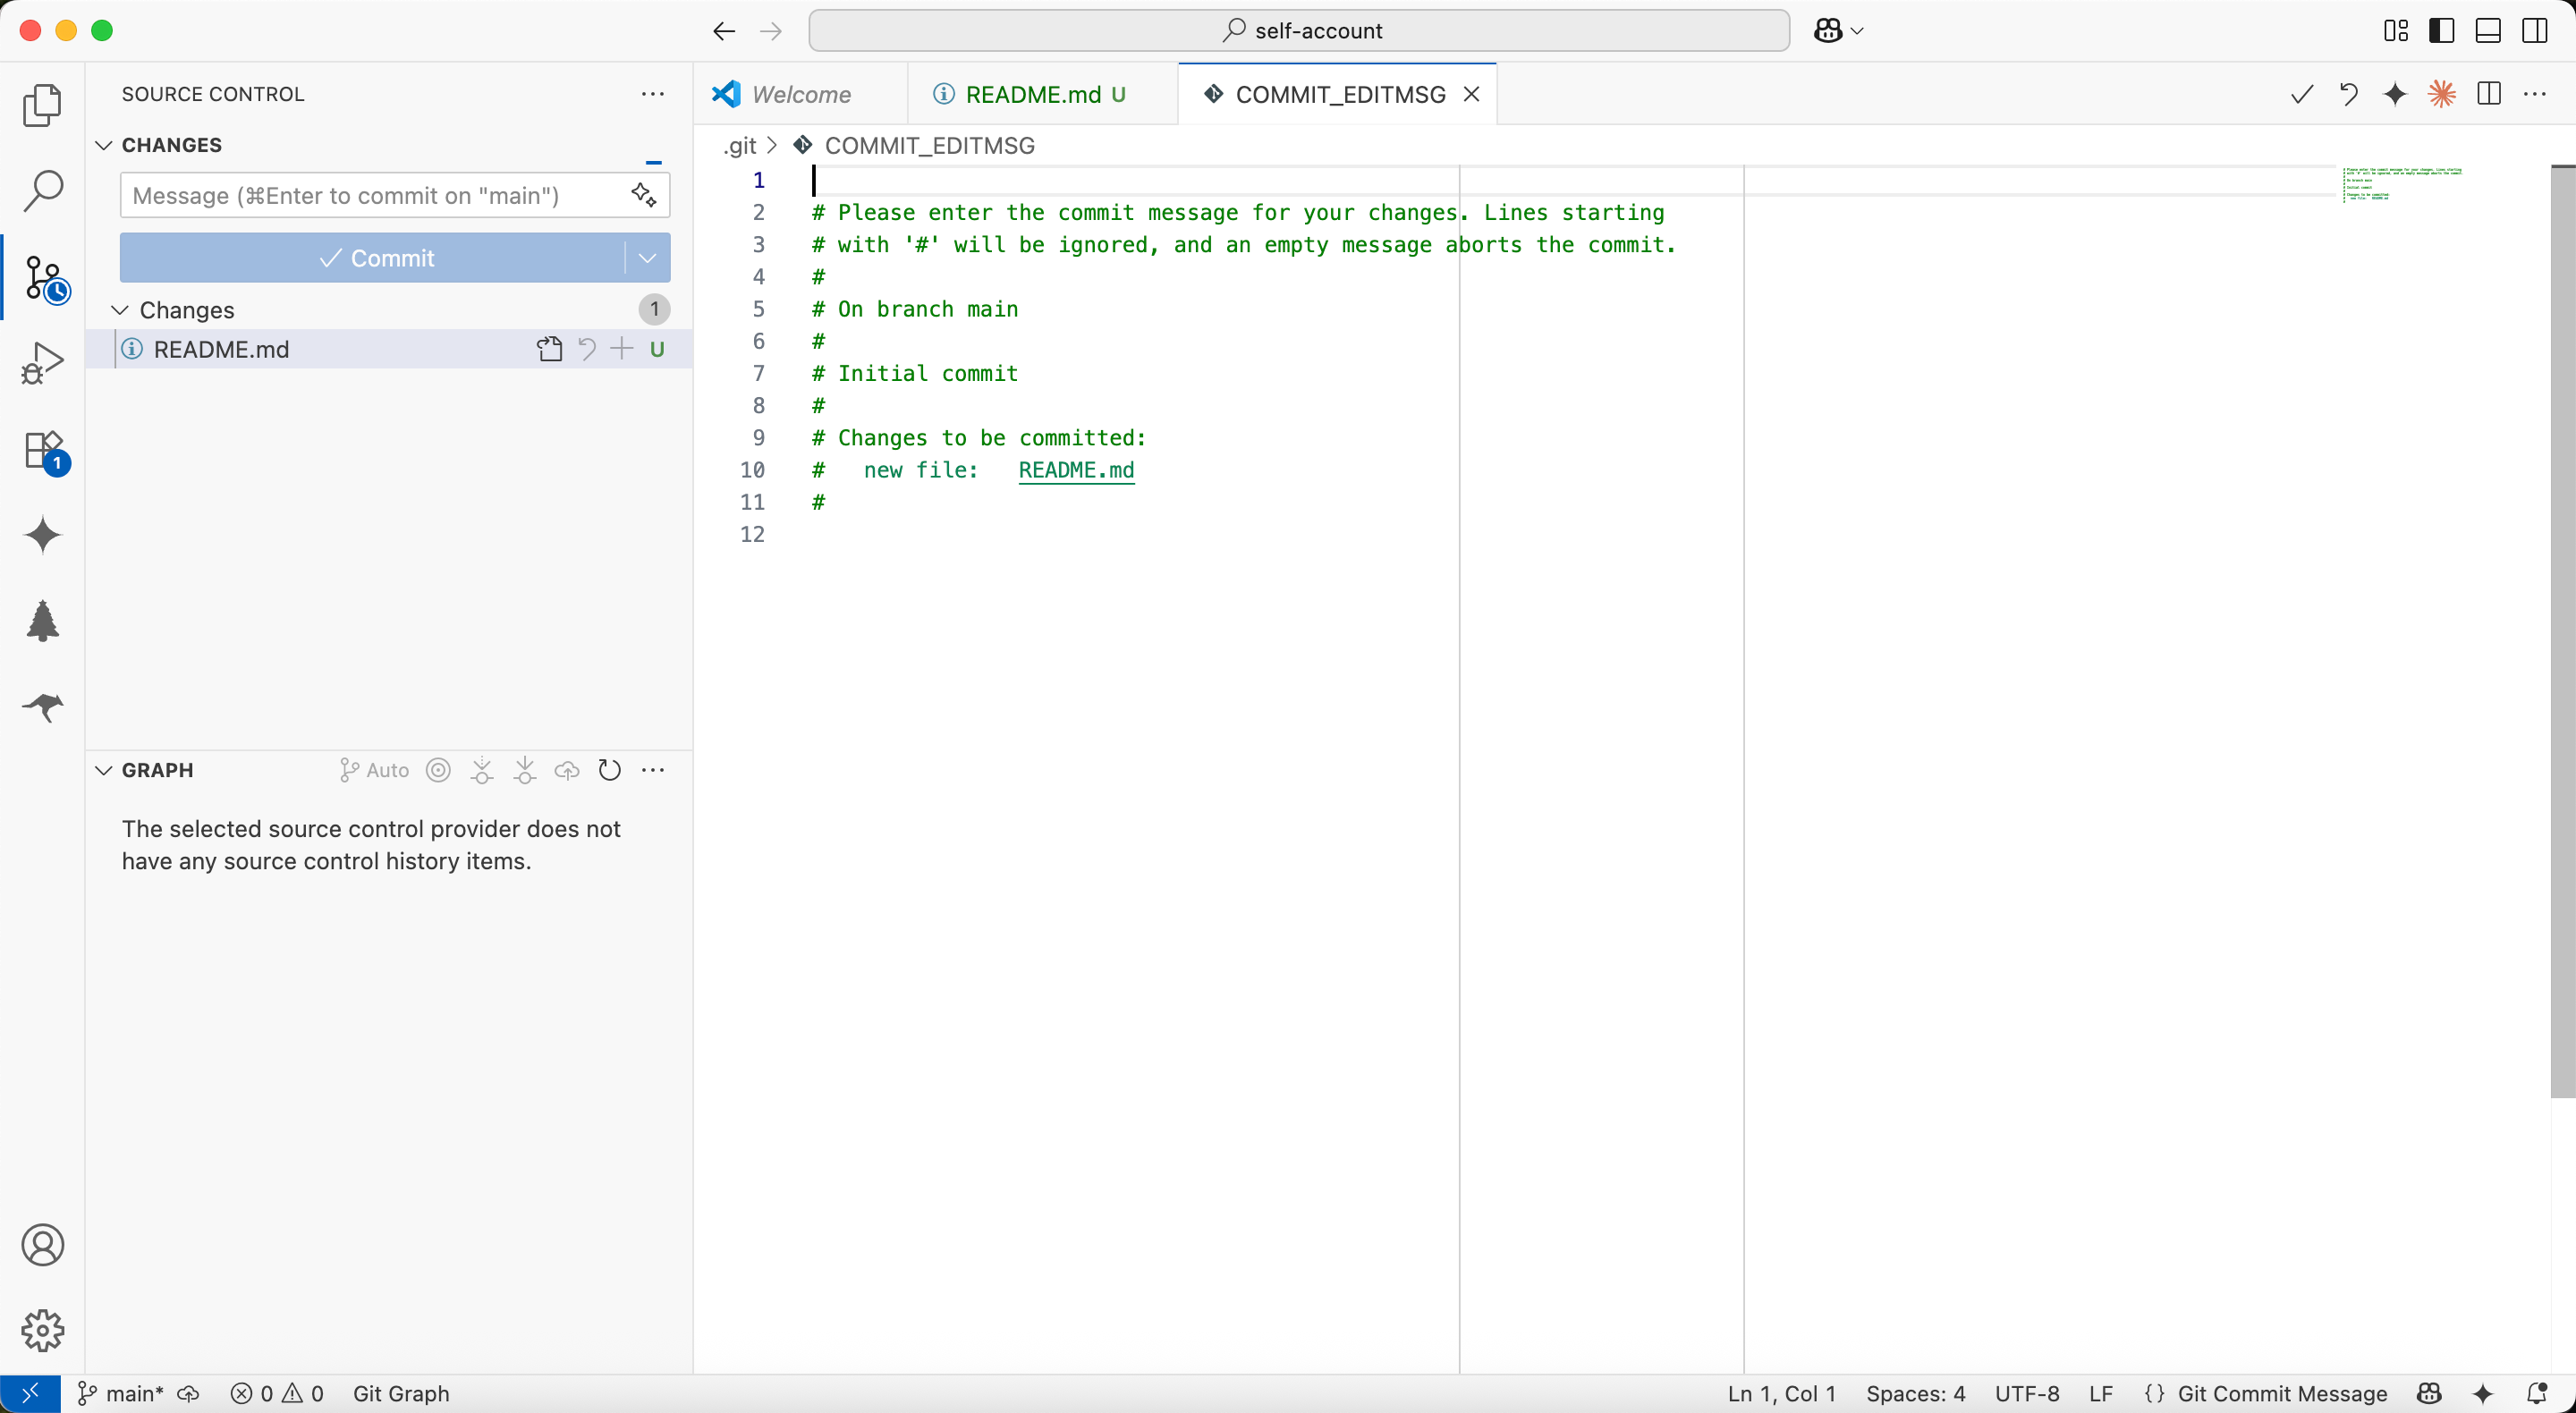 self-account
SOURCE CONTROL
CHANGES
Message (⌘Enter to commit on "main")
Commit
Changes 1
README.md U
1
GRAPH Auto
The selected source control provider does not
have any source control history items.
Welcome README.md U COMMIT_EDITMSG
.git > COMMIT_EDITMSG
1
2 # Please enter the commit message for your changes. Lines starting
3 # with '#' will be ignored, and an empty message aborts the commit.
4 #
5 # On branch main
6 #
7 # Initial commit
8 #
9 # Changes to be committed:
10 # new file: README.md
11 #
12
main* 0 0 Git Graph
Ln 1, Col 1 Spaces: 4 UTF-8 LF {} Git Commit Message